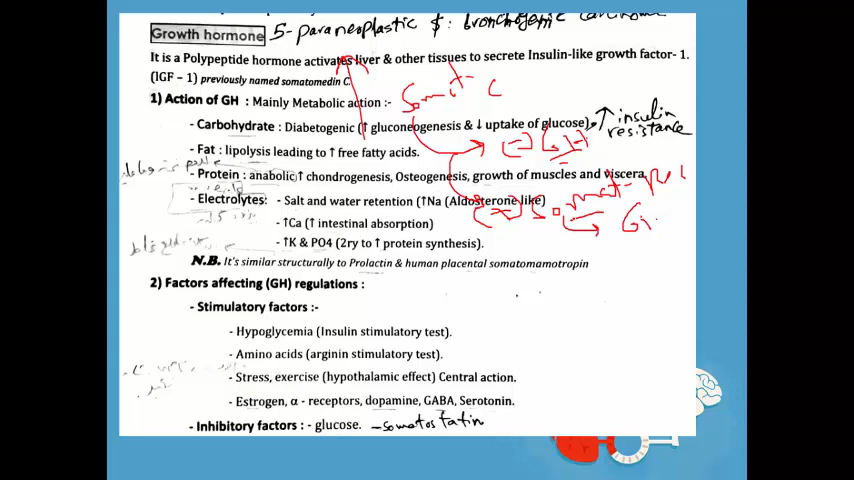 5- paraneoplastic $: bronchogenic carcinoma
Growth hormone
It is a Polypeptide hormone activates liver & other tissues to secrete Insulin-like growth factor- 1.
(IGF – 1) previously named somatomedin C.
Somat- C
1) Action of GH : Mainly Metabolic action :-
- Carbohydrate : Diabetogenic (↑ gluconeogenesis & ↓ uptake of glucose). ↑ insulin resistance
- Fat : lipolysis leading to ↑ free fatty acids.
- Protein : anabolic ↑ chondrogenesis, Osteogenesis, growth of muscles and viscera.
- Electrolytes: - Salt and water retention (↑Na (Aldosterone like)
- ↑Ca (↑ intestinal absorption)
- ↑K & PO4 (2ry to ↑ protein synthesis).
N.B. It's similar structurally to Prolactin & human placental somatomamotropin
2) Factors affecting (GH) regulations :
- Stimulatory factors :-
- Hypoglycemia (Insulin stimulatory test).
- Amino acids (arginin stimulatory test).
- Stress, exercise (hypothalamic effect) Central action.
- Estrogen, α - receptors, dopamine, GABA, Serotonin.
- Inhibitory factors : - glucose. - somatostatin